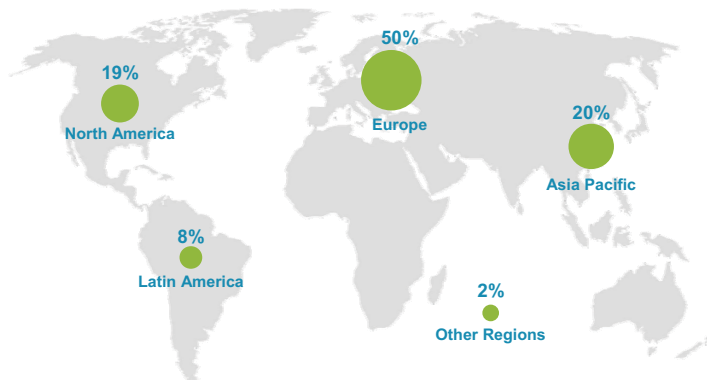 50%
Europe
19%
North America
20%
Asia Pacific
8%
Latin America
2%
Other Regions